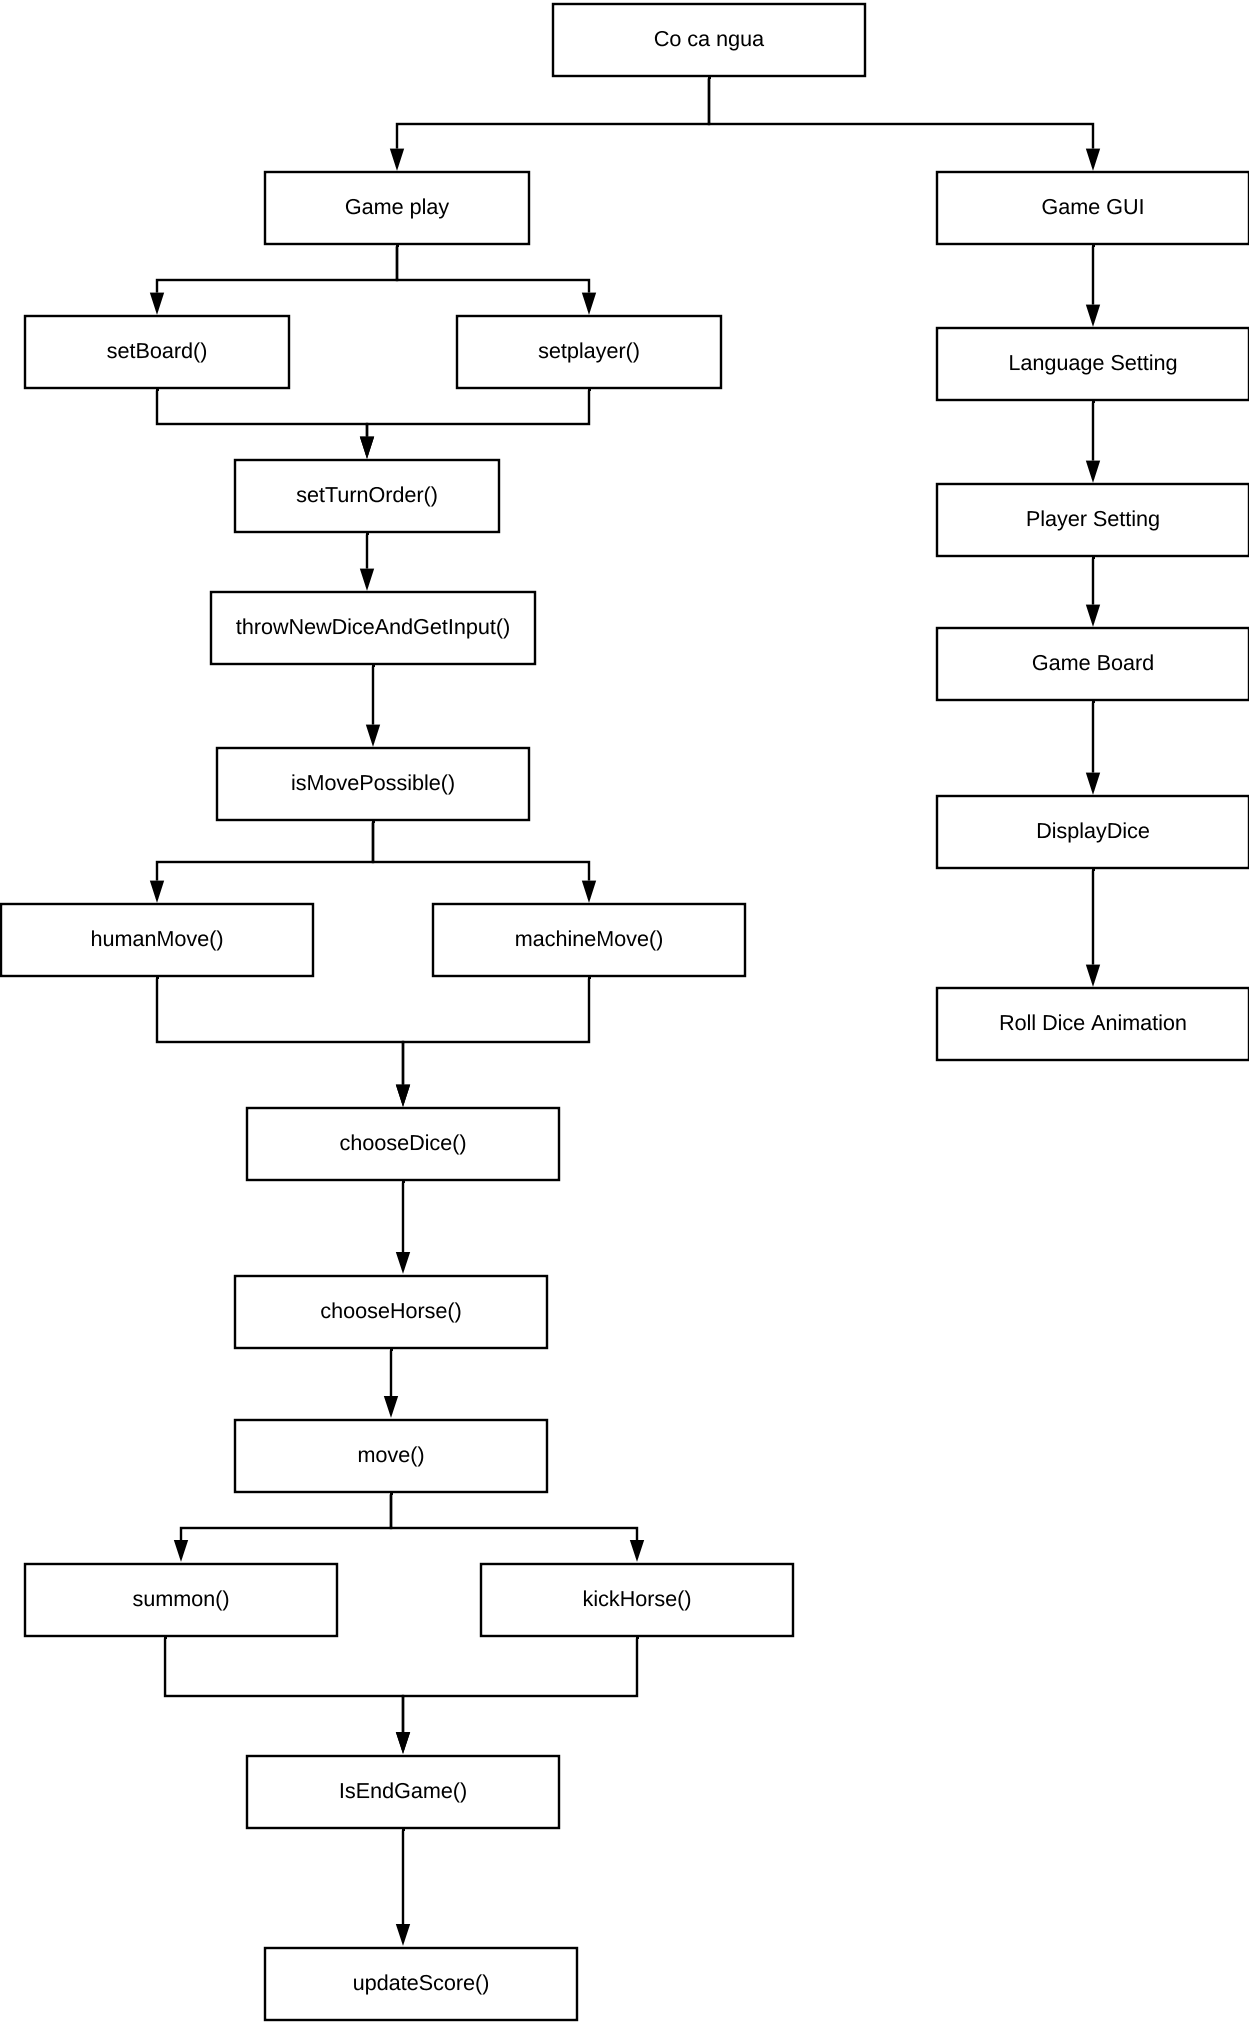 Co ca ngua
Game play
Game GUI
setBoard()
setplayer()
Language Setting
setTurnOrder()
Player Setting
throwNewDiceAndGetInput()
Game Board
isMovePossible()
DisplayDice
humanMove()
machineMove()
Roll Dice Animation
chooseDice()
chooseHorse()
move()
summon()
kickHorse()
IsEndGame()
updateScore()